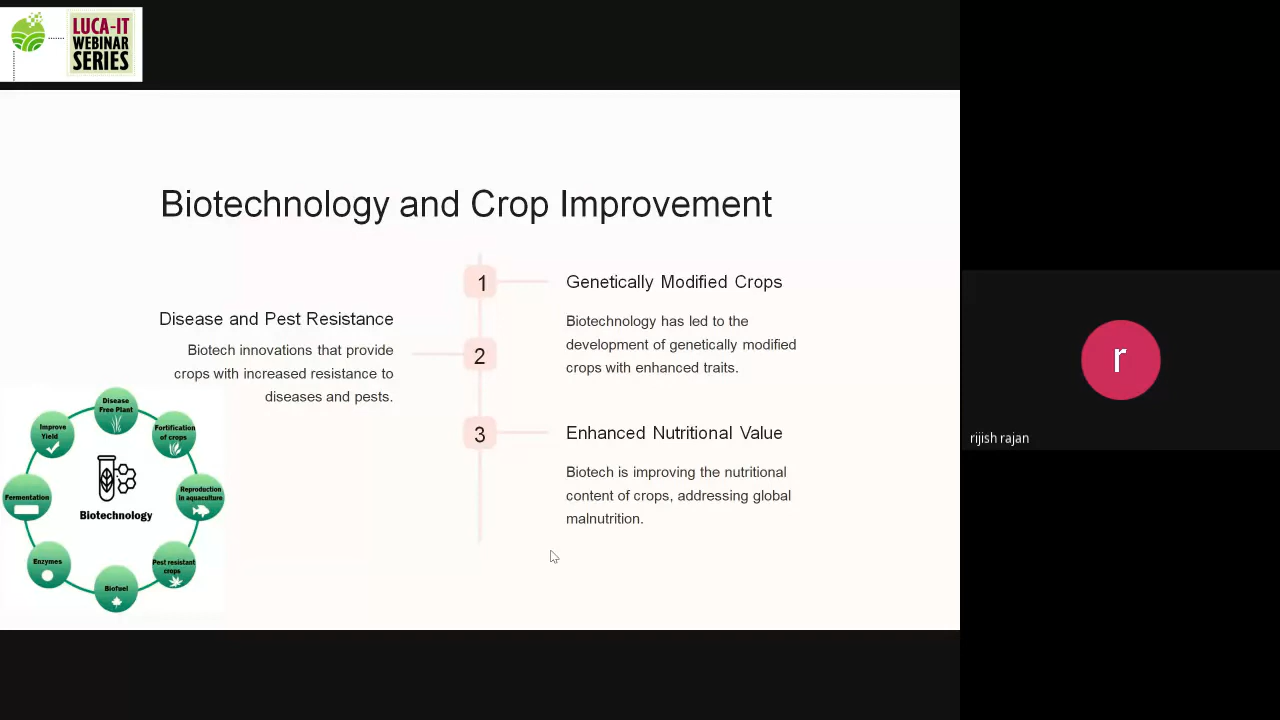 LUCA-IT
WEBINAR
SERIES
Biotechnology and Crop Improvement
1
Genetically Modified Crops
Biotechnology has led to the
development of genetically modified
crops with enhanced traits.
Disease and Pest Resistance
2
Biotech innovations that provide
crops with increased resistance to
diseases and pests.
3
Enhanced Nutritional Value
Biotech is improving the nutritional
content of crops, addressing global
malnutrition.
Disease
Free Plant
Improve
Yield
Fortification
of crops
Fermentation
Reproduction
in aquaculture
Biotechnology
Enzymes
Pest resistant
crops
Biofuel
r
rijish rajan